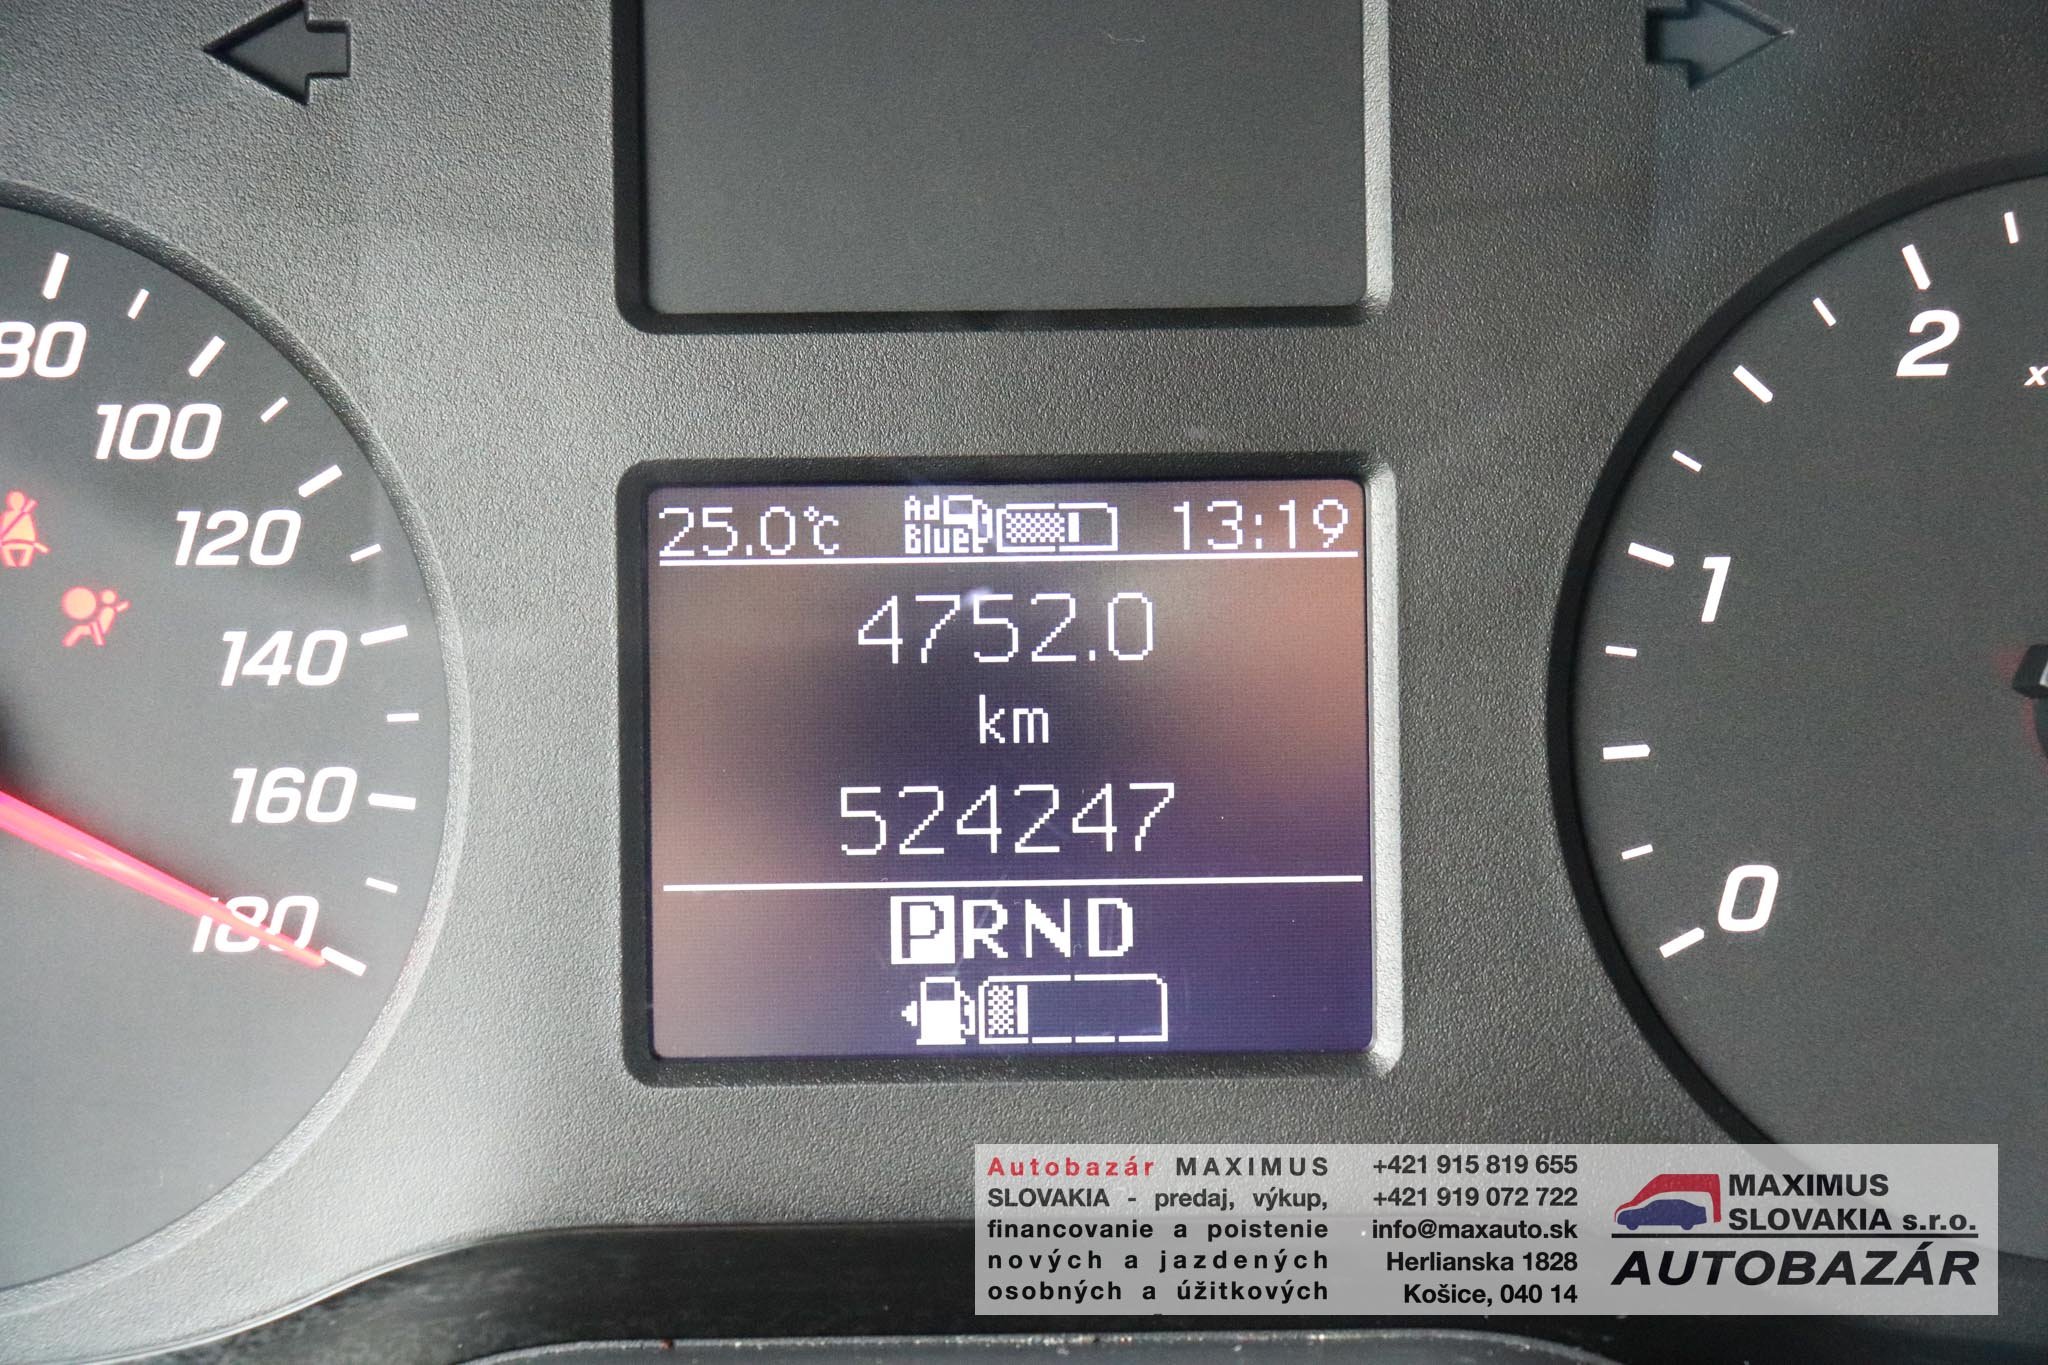 80
100
120
140
160
180
25.0°C AdBlue 13:19
4752.0
km
524247
PRND
2
x
1
0
Autobazár MAXIMUS
SLOVAKIA - predaj, výkup,
financovanie a poistenie
nových a jazdených
osobných a úžitkových
+421 915 819 655
+421 919 072 722
info@maxauto.sk
Herlianska 1828
Košice, 040 14
MAXIMUS
SLOVAKIA s.r.o.
AUTOBAZÁR